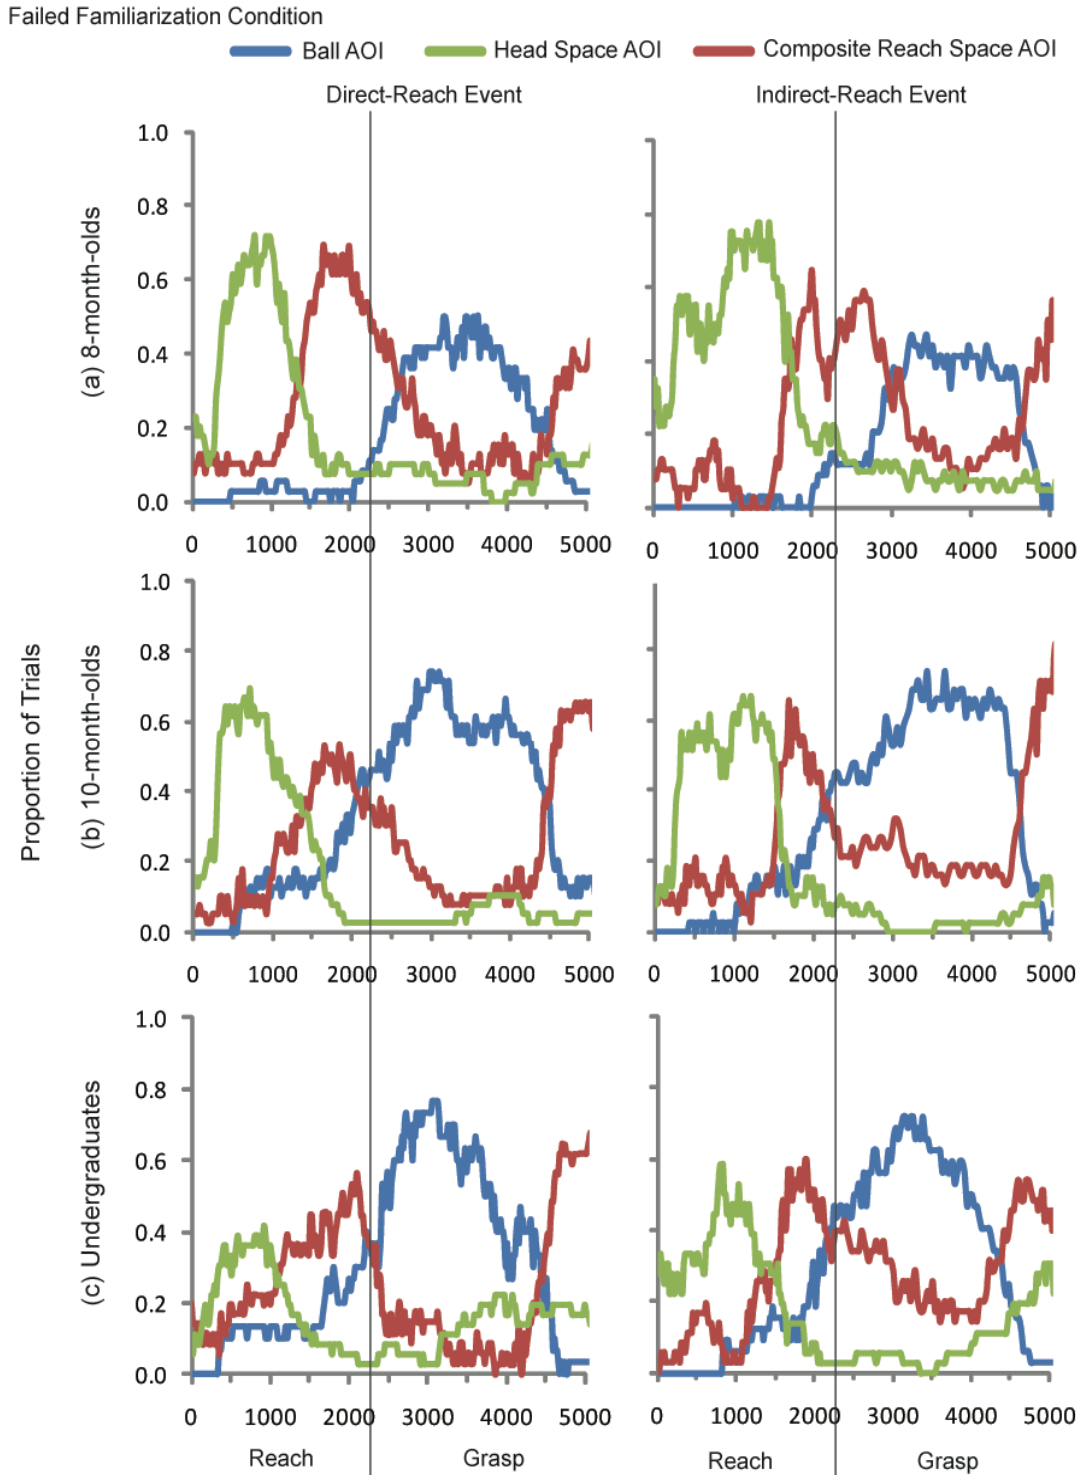 Failed Familiarization Condition
Ball AOI Head Space AOI Composite Reach Space AOI
Direct-Reach Event Indirect-Reach Event
Proportion of Trials
(a) 8-month-olds
1.0
0.8
0.6
0.4
0.2
0.0
0 1000 2000 3000 4000 5000
0 1000 2000 3000 4000 5000
(b) 10-month-olds
1.0
0.8
0.6
0.4
0.2
0.0
0 1000 2000 3000 4000 5000
0 1000 2000 3000 4000 5000
(c) Undergraduates
1.0
0.8
0.6
0.4
0.2
0.0
0 1000 2000 3000 4000 5000
0 1000 2000 3000 4000 5000
Reach Grasp Reach Grasp